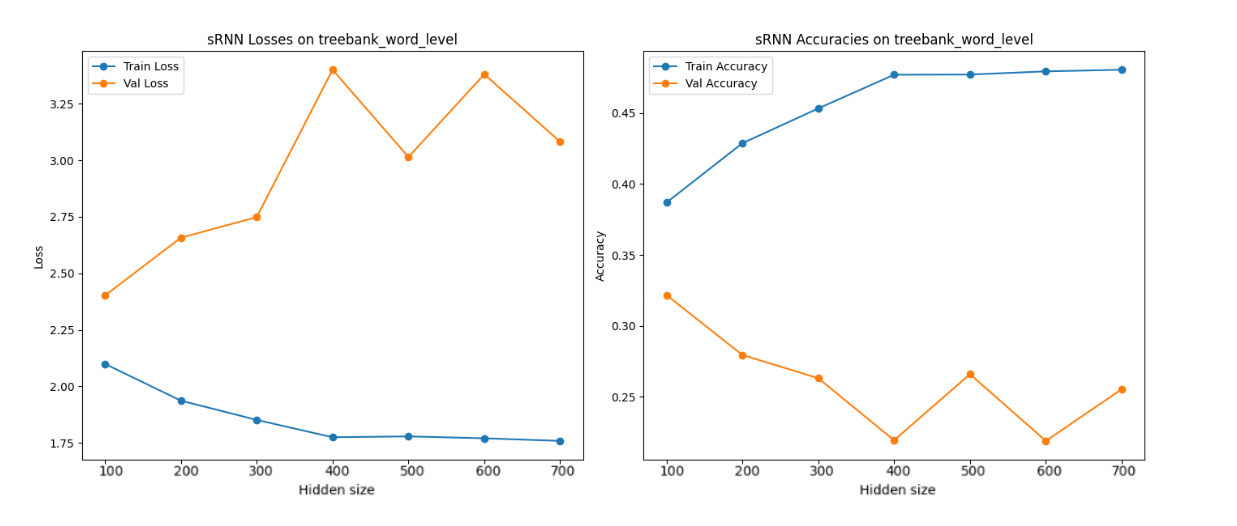 sRNN Losses on treebank_word_level
Train Loss
Val Loss
3.25
3.00
2.75
2.50
2.25
2.00
1.75
Loss
100 200 300 400 500 600 700
Hidden size
sRNN Accuracies on treebank_word_level
Train Accuracy
Val Accuracy
0.45
0.40
0.35
0.30
0.25
Accuracy
100 200 300 400 500 600 700
Hidden size